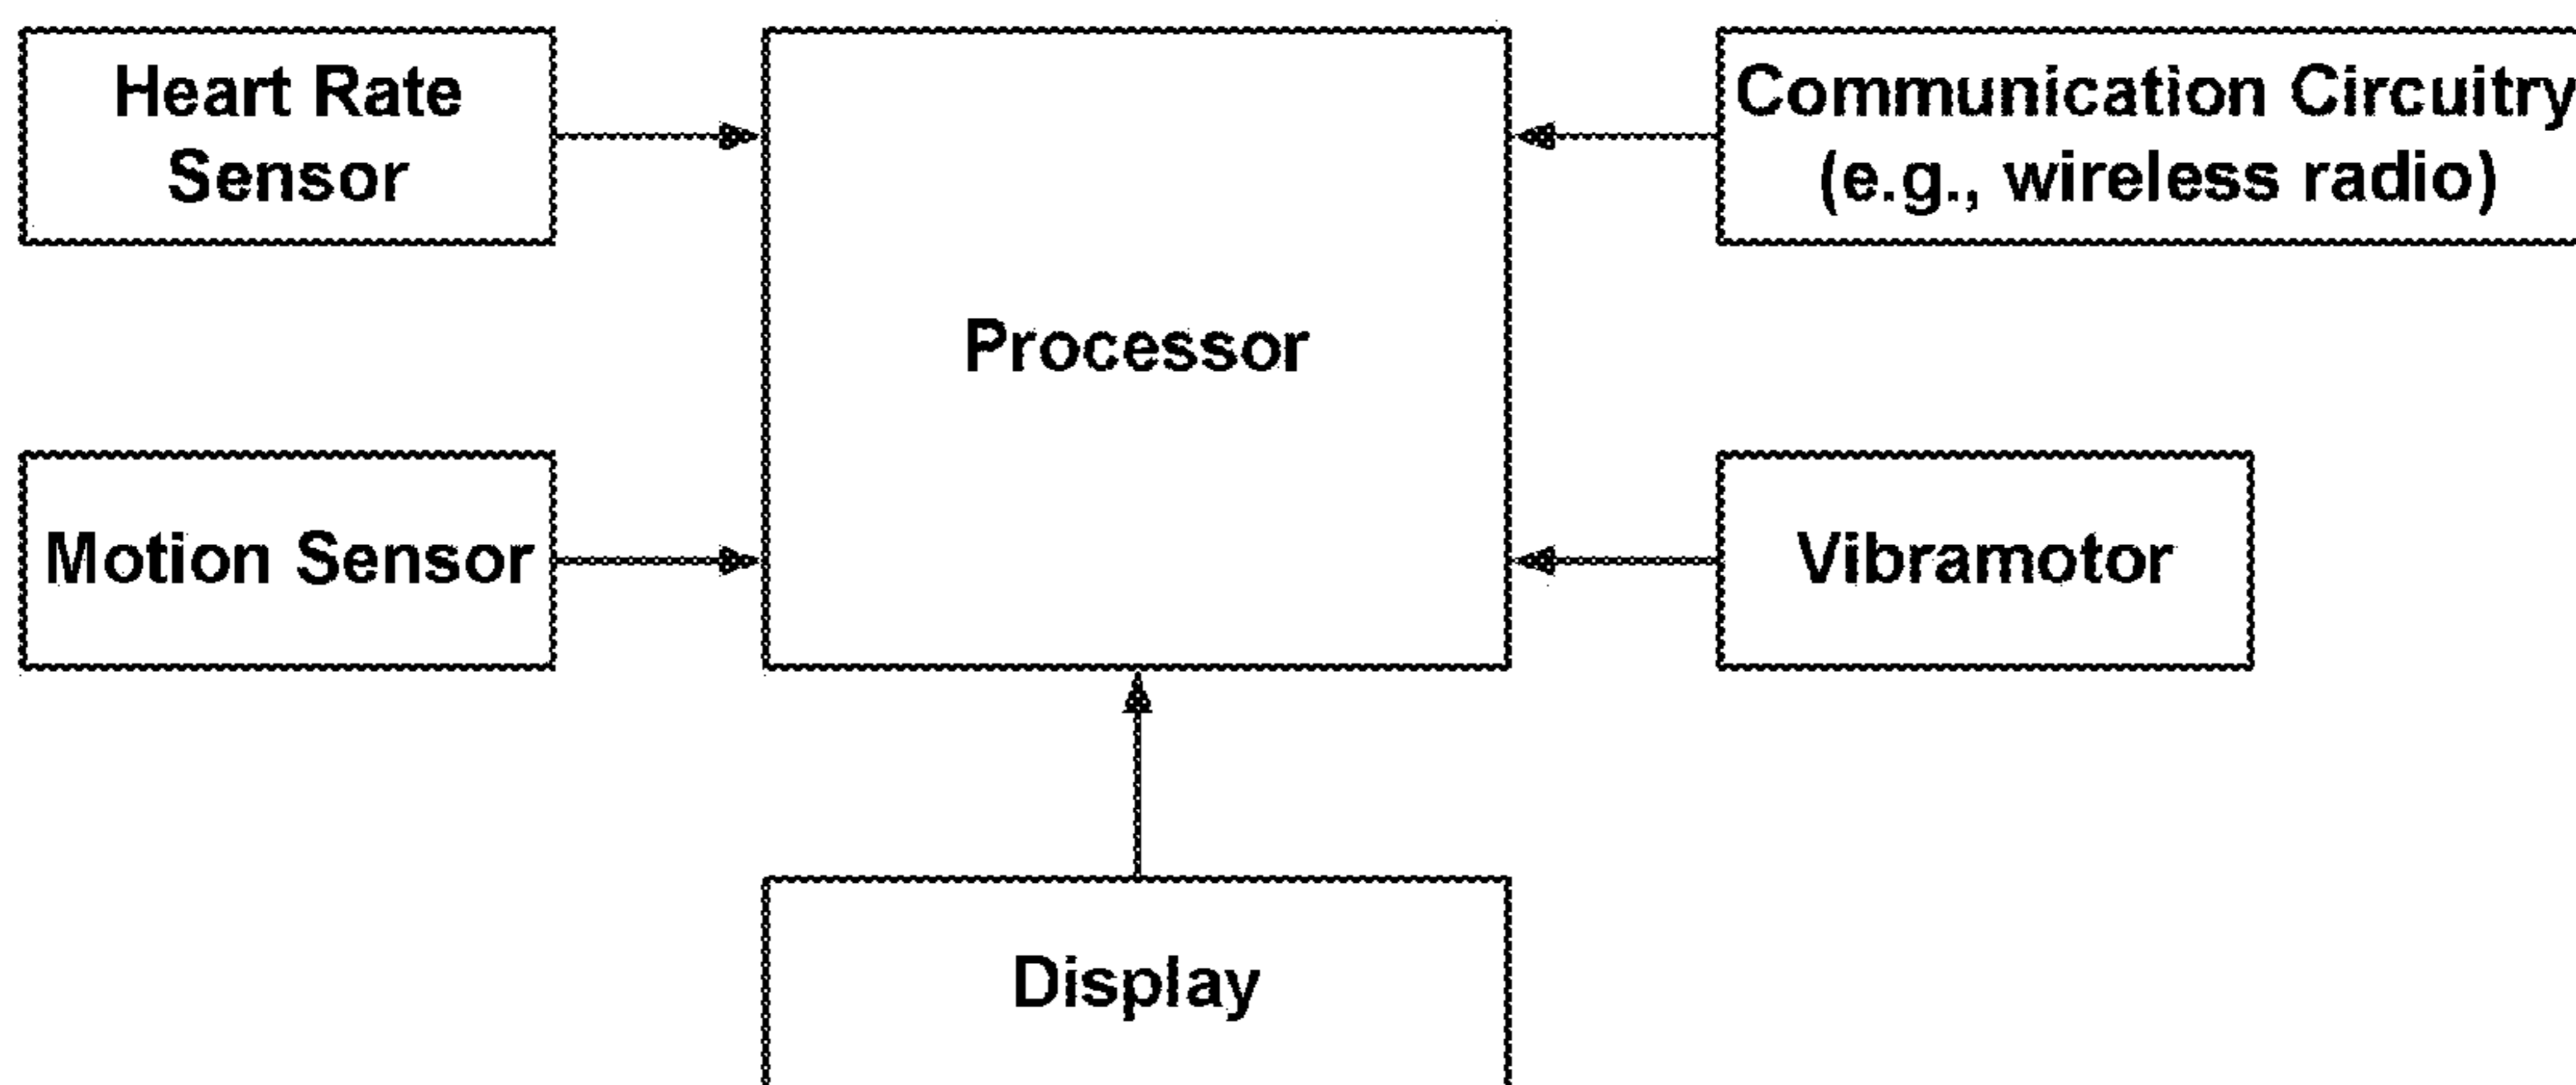 Heart Rate
Sensor
Processor
Communication Circuitry
(e.g., wireless radio)
Motion Sensor
Vibramotor
Display